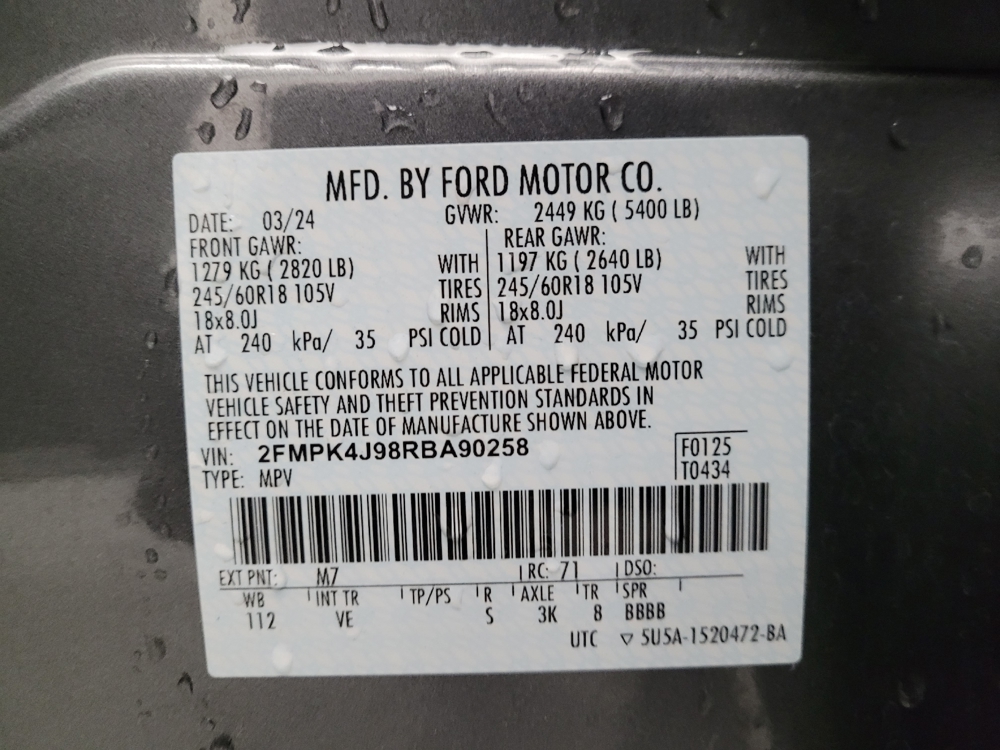 MFD. BY FORD MOTOR CO.
DATE: 03/24 GVWR: 2449 KG ( 5400 LB)
FRONT GAWR: REAR GAWR:
1279 KG ( 2820 LB) WITH 1197 KG ( 2640 LB) WITH
245/60R18 105V TIRES 245/60R18 105V TIRES
18x8.0J RIMS 18x8.0J RIMS
AT 240 kPa/ 35 PSI COLD AT 240 kPa/ 35 PSI COLD
THIS VEHICLE CONFORMS TO ALL APPLICABLE FEDERAL MOTOR
VEHICLE SAFETY AND THEFT PREVENTION STANDARDS IN
EFFECT ON THE DATE OF MANUFACTURE SHOWN ABOVE.
VIN: 2FMPK4J98RBA90258 F0125
TYPE: MPV T0434
EXT PNT: M7 RC: 71 DSO:
WB INT TR TP/PS R AXLE TR SPR
112 VE S 3K 8 BBBB
UTC ▽ 5U5A-1520472-BA